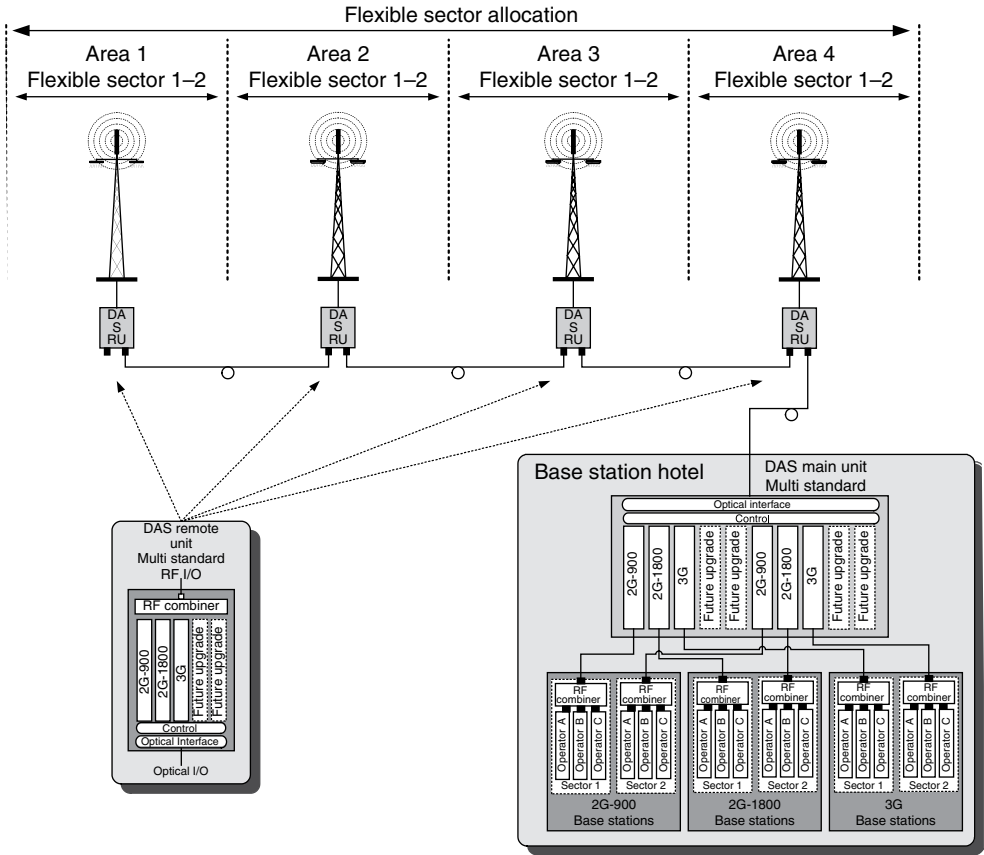 Flexible sector allocation
Area 1
Flexible sector 1–2
Area 2
Flexible sector 1–2
Area 3
Flexible sector 1–2
Area 4
Flexible sector 1–2
DA
S
RU
DA
S
RU
DA
S
RU
DA
S
RU
DAS remote
unit
Multi standard
RF I/O
RF combiner
2G-900
2G-1800
3G
Future upgrade
Future upgrade
Control
Optical Interface
Optical I/O
Base station hotel
DAS main unit
Multi standard
Optical interface
Control
2G-900
2G-1800
3G
Future upgrade
Future upgrade
2G-900
2G-1800
3G
Future upgrade
Future upgrade
RF
combiner
Operator A
Operator B
Operator C
Sector 1
RF
combiner
Operator A
Operator B
Operator C
Sector 2
2G-900
Base stations
RF
combiner
Operator A
Operator B
Operator C
Sector 1
RF
combiner
Operator A
Operator B
Operator C
Sector 2
2G-1800
Base stations
RF
combiner
Operator A
Operator B
Operator C
Sector 1
RF
combiner
Operator A
Operator B
Operator C
Sector 2
3G
Base stations